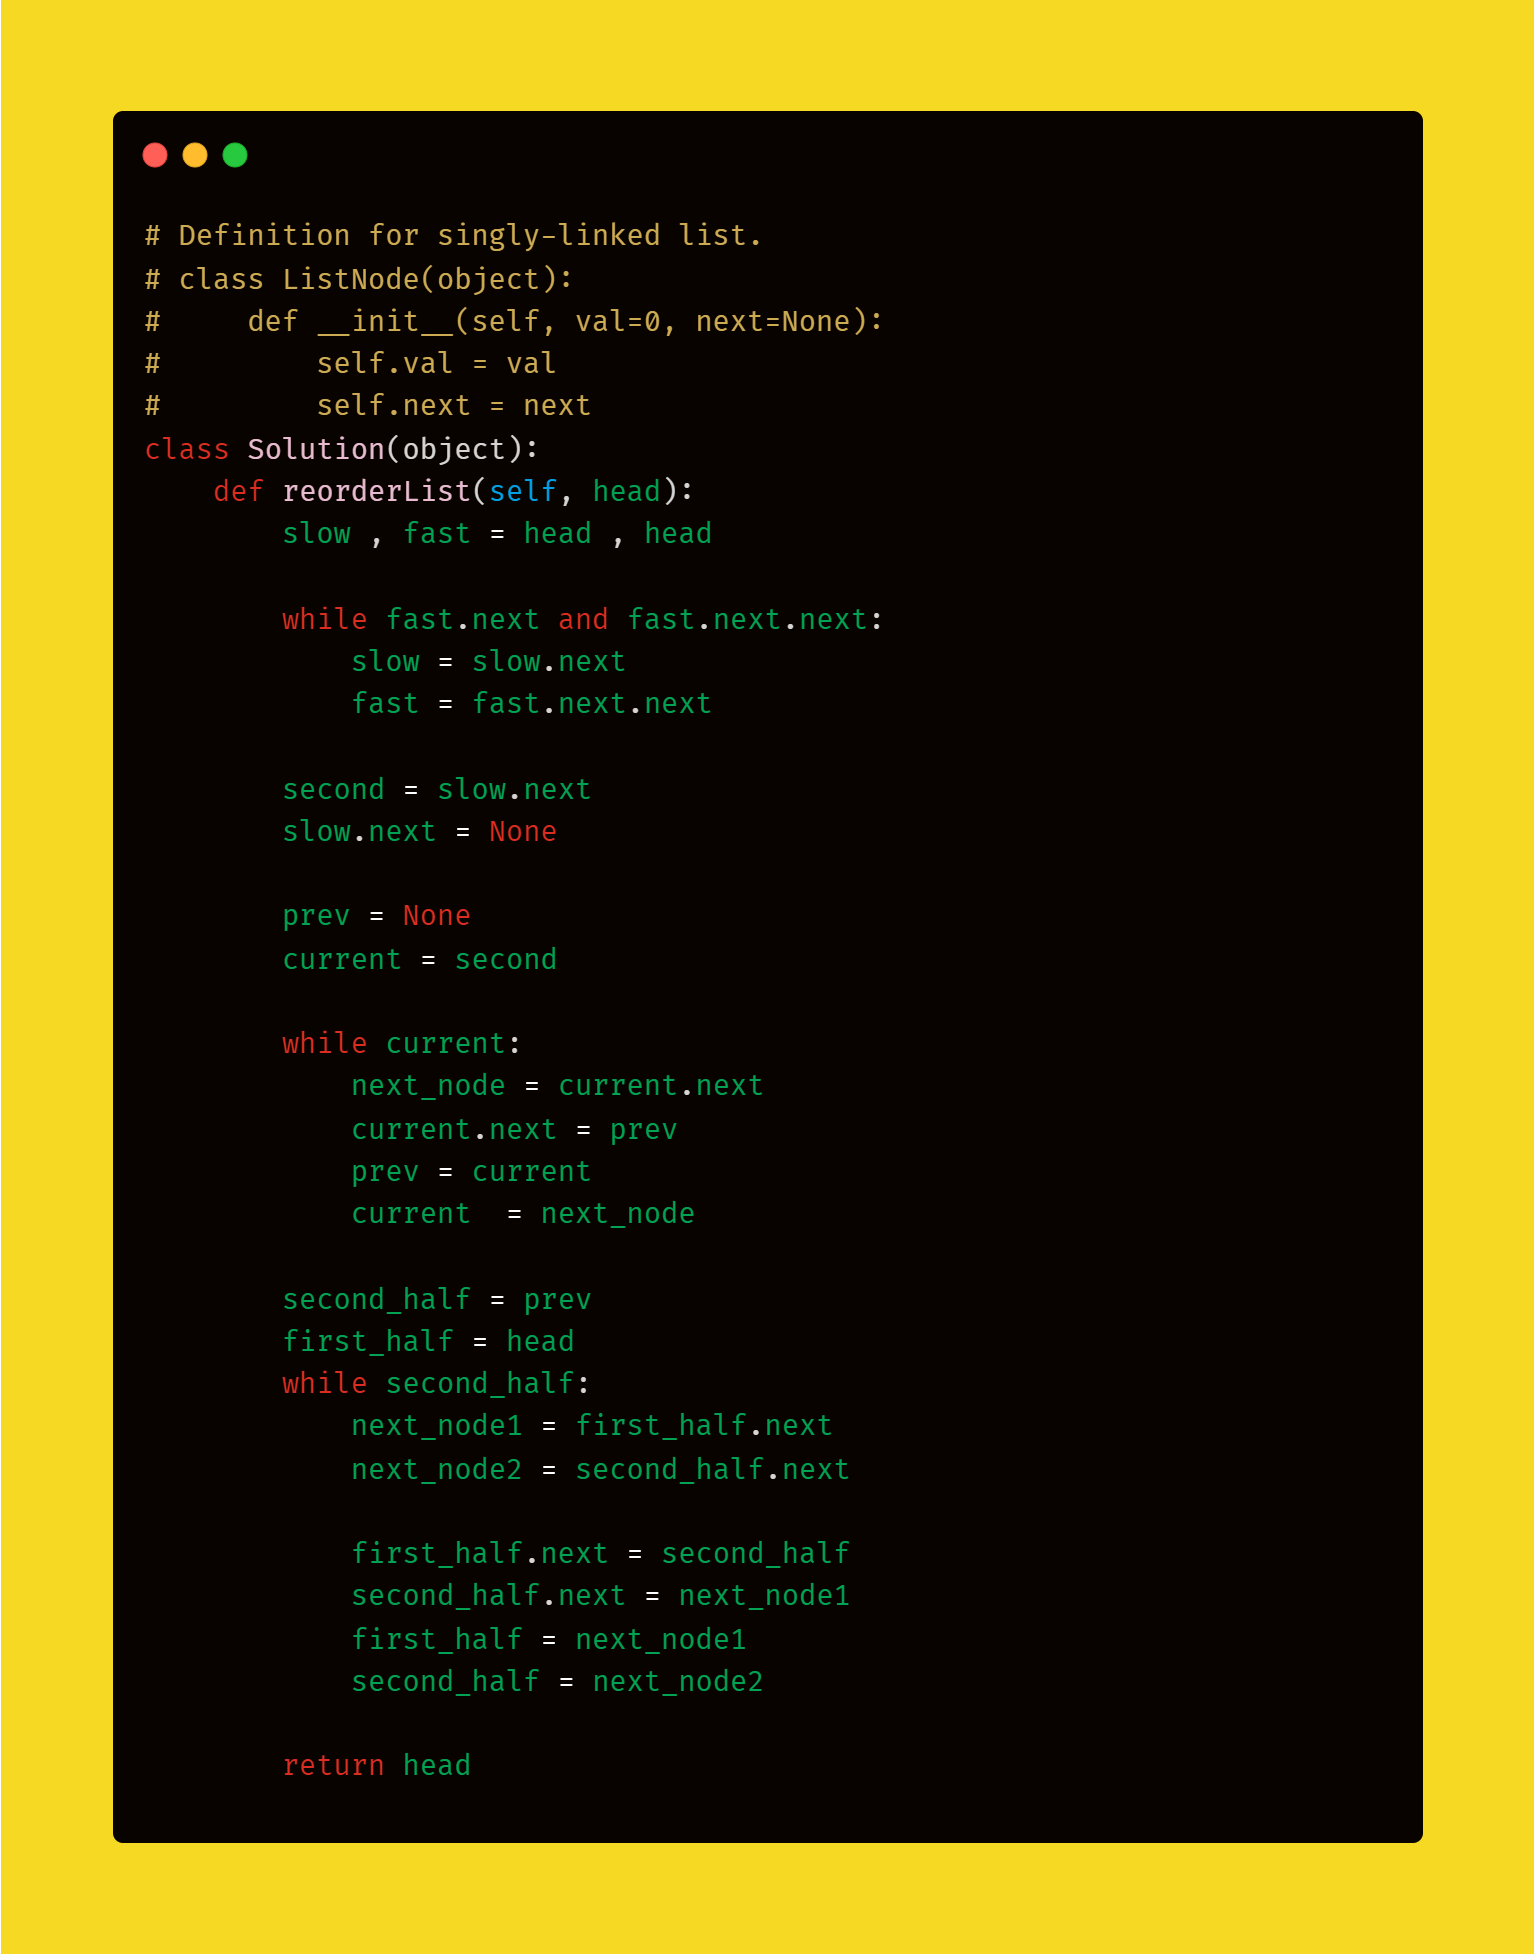 # Definition for singly-linked list.
# class ListNode(object):
#     def __init__(self, val=0, next=None):
#         self.val = val
#         self.next = next
class Solution(object):
    def reorderList(self, head):
        slow , fast = head , head

        while fast.next and fast.next.next:
            slow = slow.next
            fast = fast.next.next

        second = slow.next
        slow.next = None

        prev = None
        current = second

        while current:
            next_node = current.next
            current.next = prev
            prev = current
            current  = next_node

        second_half = prev
        first_half = head
        while second_half:
            next_node1 = first_half.next
            next_node2 = second_half.next

            first_half.next = second_half
            second_half.next = next_node1
            first_half = next_node1
            second_half = next_node2

        return head